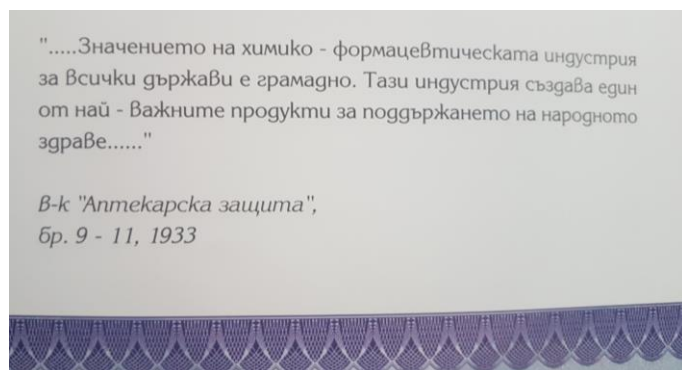 ".....Значението на химико - формацевтическата индустрия
за всички държави е грамадно. Тази индустрия създава един
от най - важните продукти за поддържането на народното
здраве......"
В-к "Аптекарска защита",
бр. 9 - 11, 1933